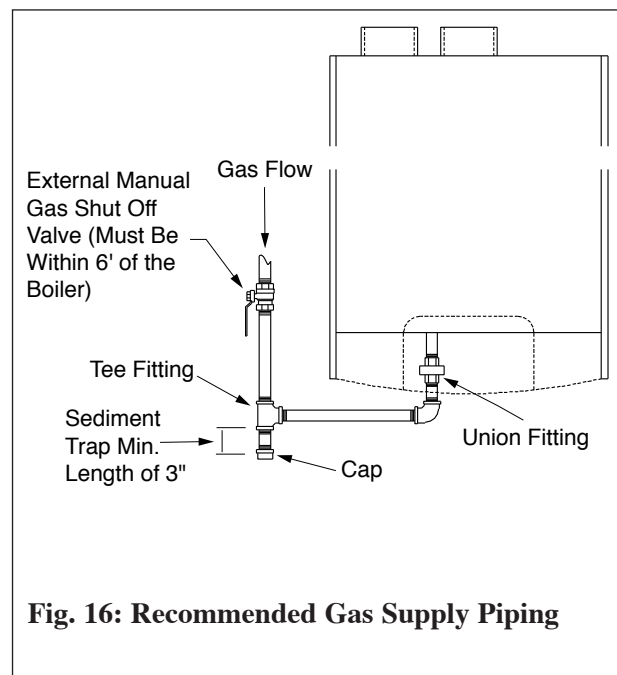 External Manual
Gas Shut Off
Valve (Must Be
Within 6' of the
Boiler)
Gas Flow
Tee Fitting
Sediment
Trap Min.
Length of 3"
Cap
Union Fitting
Fig. 16: Recommended Gas Supply Piping